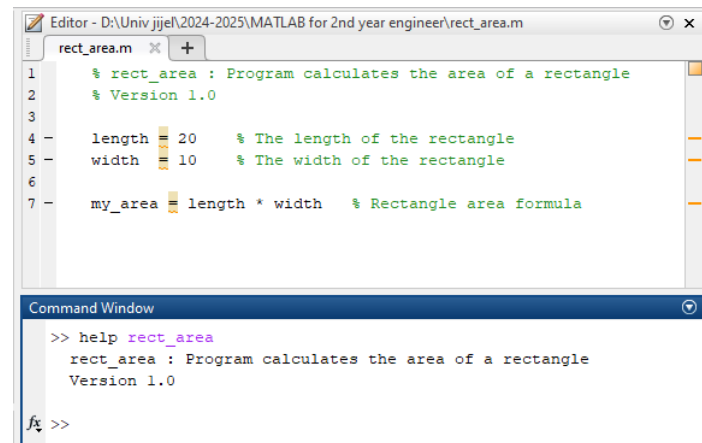 Editor - D:\Univ jijel\2024-2025\MATLAB for 2nd year engineer\rect_area.m
rect_area.m
1 % rect_area : Program calculates the area of a rectangle
2 % Version 1.0
3
4 – length = 20 % The length of the rectangle
5 – width = 10 % The width of the rectangle
6
7 – my_area = length * width % Rectangle area formula
Command Window
>> help rect_area
rect_area : Program calculates the area of a rectangle
Version 1.0
fx >>